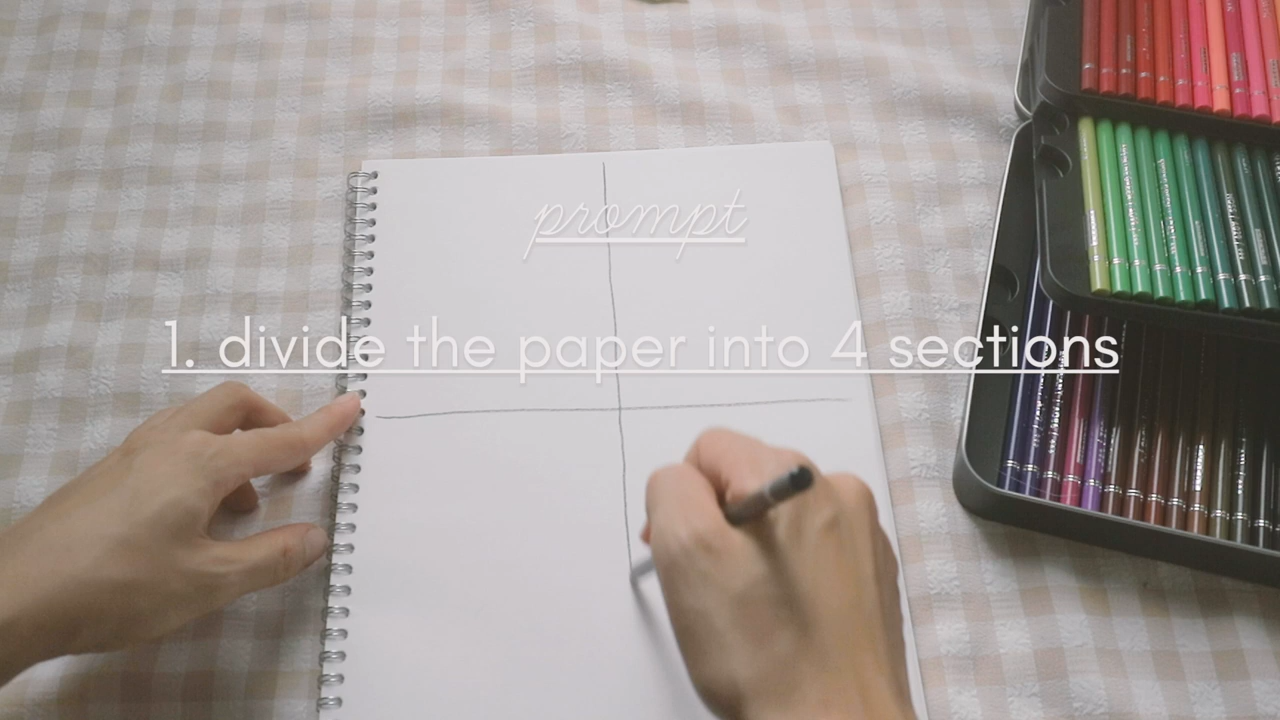 prompt
1. divide the paper into 4 sections